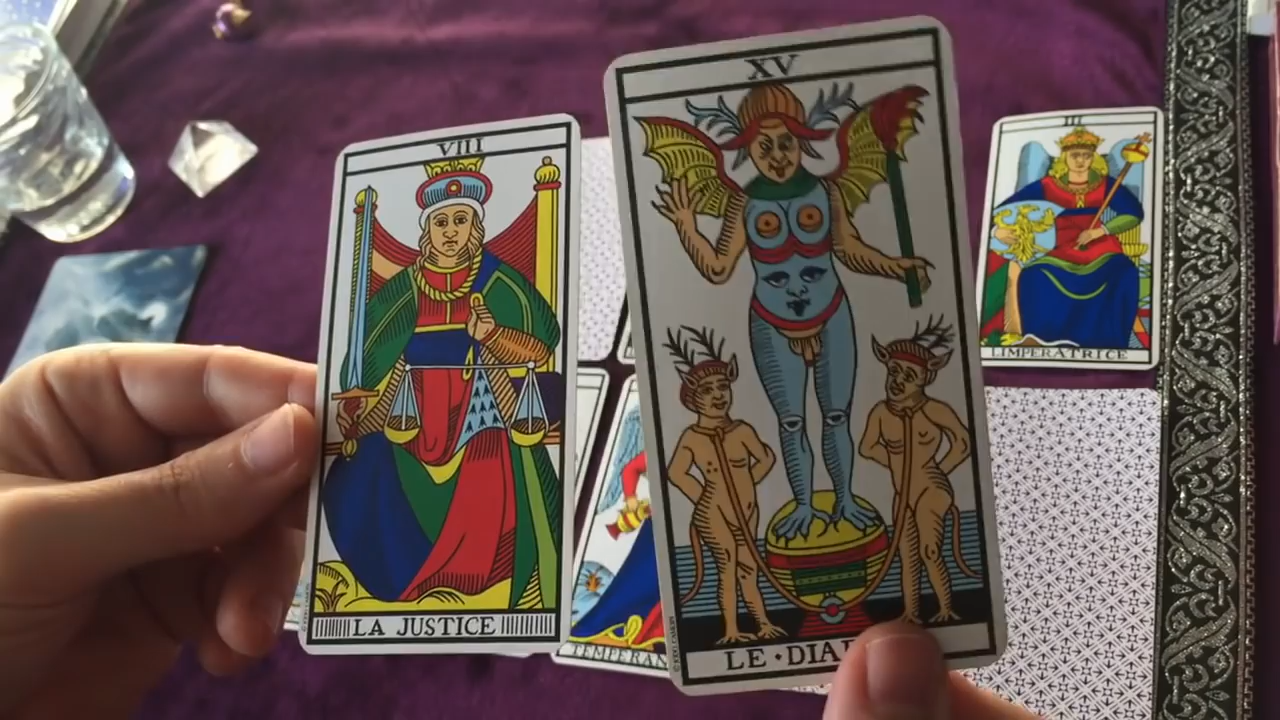 VIII
LA JUSTICE
XV
LE • DIA
III
L'IMPERATRICE
TEMPERAN